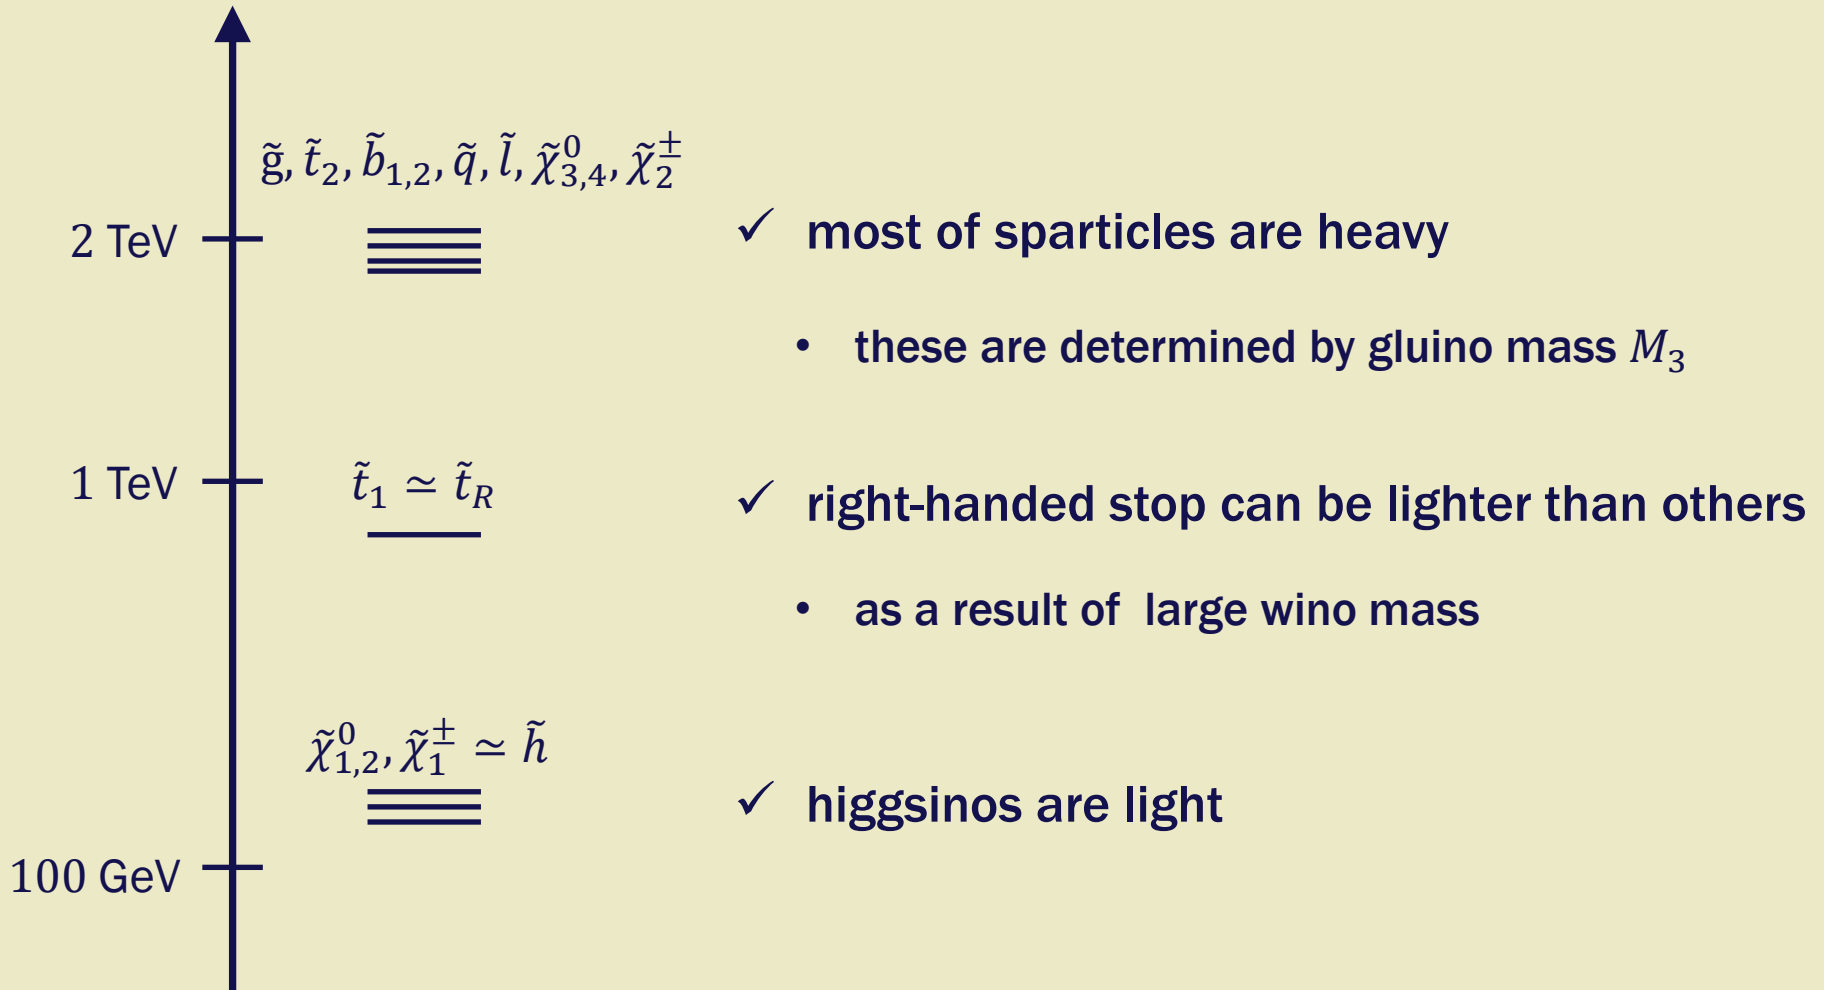 g̃, t̃₂, b̃₁,₂, q̃, l̃, χ̃⁰₃,₄, χ̃±₂
2 TeV
✓ most of sparticles are heavy
• these are determined by gluino mass M₃
1 TeV
t̃₁ ≃ t̃_R
✓ right-handed stop can be lighter than others
• as a result of large wino mass
χ̃⁰₁,₂, χ̃±₁ ≃ h̃
✓ higgsinos are light
100 GeV